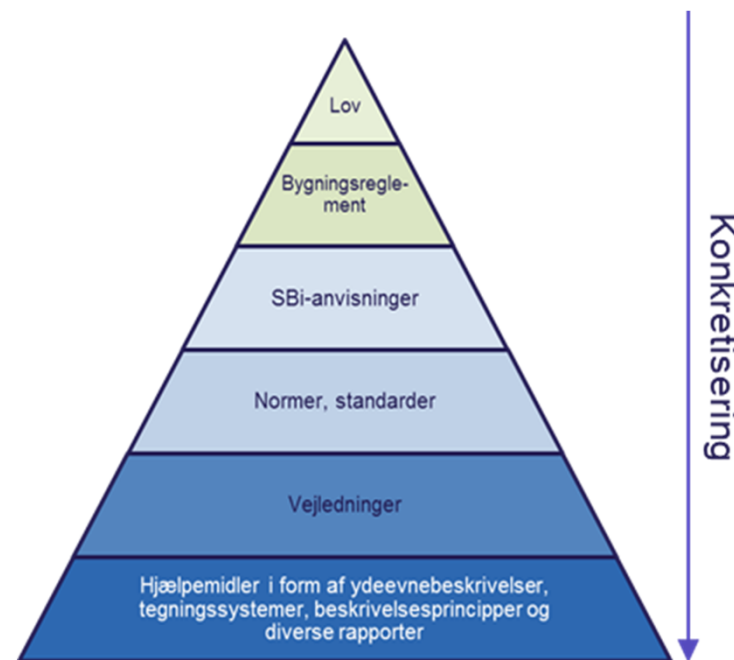 Lov
Bygningsregle-
ment
SBi-anvisninger
Normer, standarder
Vejledninger
Hjælpemidler i form af ydeevnebeskrivelser,
tegningssystemer, beskrivelsesprincipper og
diverse rapporter
Konkretisering